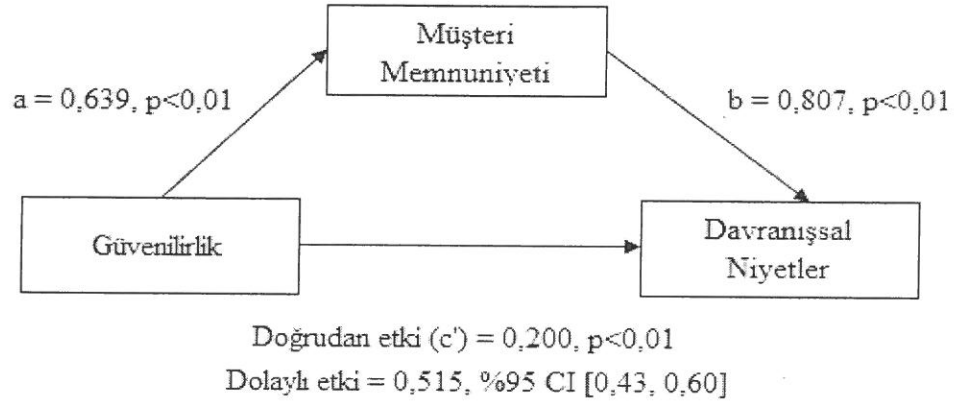 Müşteri
Memnuniyeti
a = 0,639, p<0,01
b = 0,807, p<0,01
Güvenilirlik
Davranışsal
Niyetler
Doğrudan etki (c') = 0,200, p<0,01
Dolaylı etki = 0,515, %95 CI [0,43, 0,60]